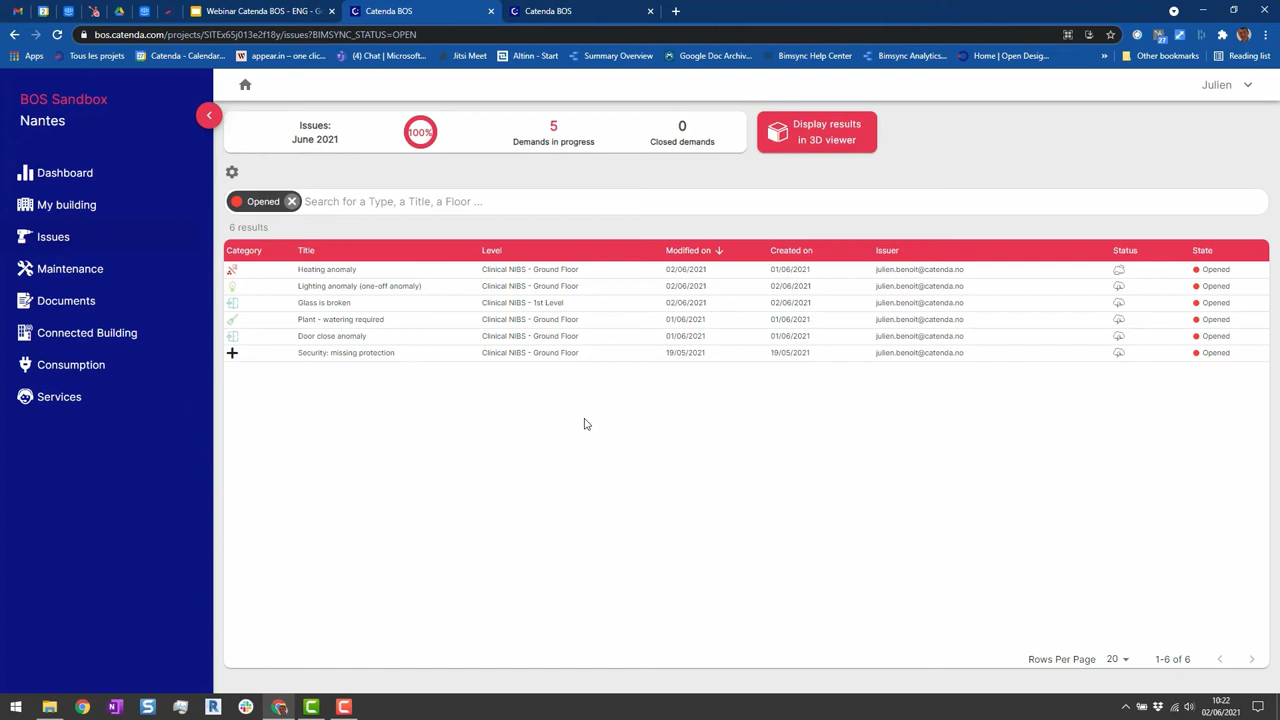 Webinar Catenda BOS - ENG - G
Catenda BOS
Catenda BOS
bos.catenda.com/projects/SITEx65j013e2f18y/issues?BIMSYNC_STATUS=OPEN
27
Apps
Tous les projets
Catenda - Calendar...
appear.in – one clic...
(4) Chat | Microsoft...
Jitsi Meet
Altinn - Start
Summary Overview
Google Doc Archiv...
Bimsync Help Center
Bimsync Analytics,...
Home | Open Desig...
»
Other bookmarks
Reading list
BOS Sandbox
Nantes
Dashboard
My building
Issues
Maintenance
Documents
Connected Building
Consumption
Services
Julien
Issues:
June 2021
100%
5
Demands in progress
0
Closed demands
Display results
in 3D viewer
Opened
Search for a Type, a Title, a Floor ...
6 results
Category Title Level Modified on Created on Issuer Status State
Heating anomaly Clinical NIBS - Ground Floor 02/06/2021 01/06/2021 julien.benoit@catenda.no Opened
Lighting anomaly (one-off anomaly) Clinical NIBS - Ground Floor 02/06/2021 02/06/2021 julien.benoit@catenda.no Opened
Glass is broken Clinical NIBS - 1st Level 02/06/2021 02/06/2021 julien.benoit@catenda.no Opened
Plant - watering required Clinical NIBS - Ground Floor 01/06/2021 01/06/2021 julien.benoit@catenda.no Opened
Door close anomaly Clinical NIBS - Ground Floor 01/06/2021 01/06/2021 julien.benoit@catenda.no Opened
Security: missing protection Clinical NIBS - Ground Floor 19/05/2021 19/05/2021 julien.benoit@catenda.no Opened
Rows Per Page 20 1-6 of 6
10:22
02/06/2021